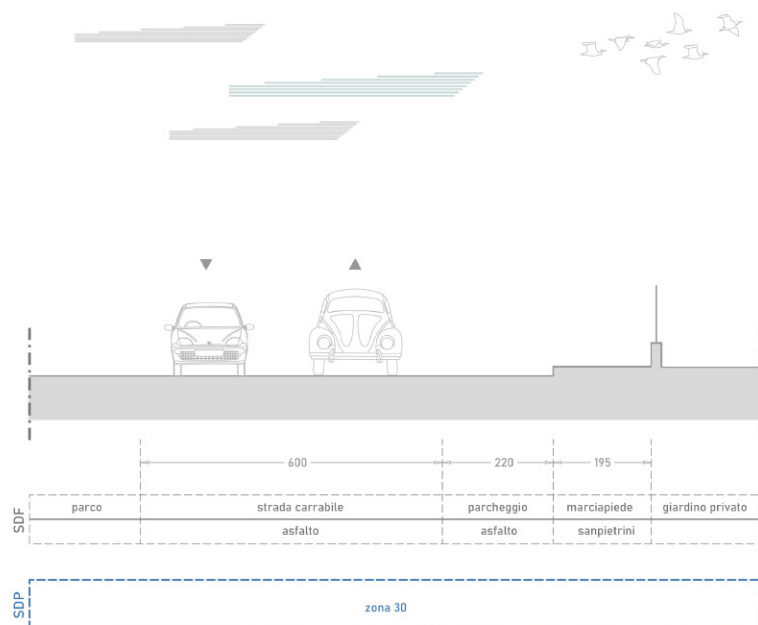 600 220 195
SDF
parco strada carrabile parcheggio marciapiede giardino privato
asfalto asfalto sanpietrini
SDP
zona 30